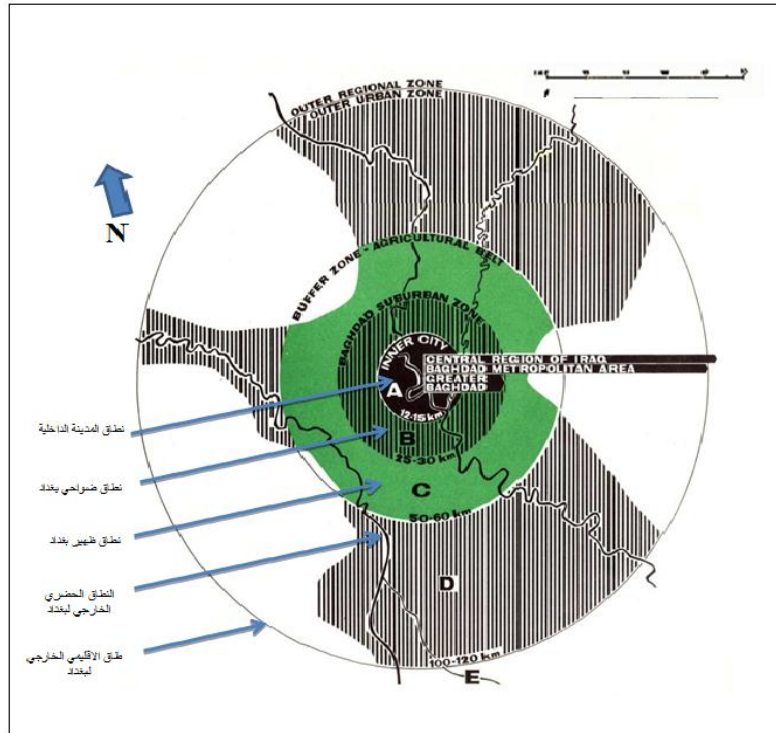 OUTER REGIONAL ZONE
OUTER URBAN ZONE
N
BUFFER ZONE - AGRICULTURAL BELT
BAGHDAD SUBURBAN ZONE
INNER CITY
CENTRAL REGION OF IRAQ
BAGHDAD METROPOLITAN AREA
GREATER
BAGHDAD
A
12-15 km
B
25-30 km
C
50-60 km
D
100-120 km
E
نطاق المدينة الداخلية
نطاق ضواحي بغداد
نطاق ظهير بغداد
النطاق الحضري
الخارجي لبغداد
طاق الاقليمي الخارجي
لبغداد